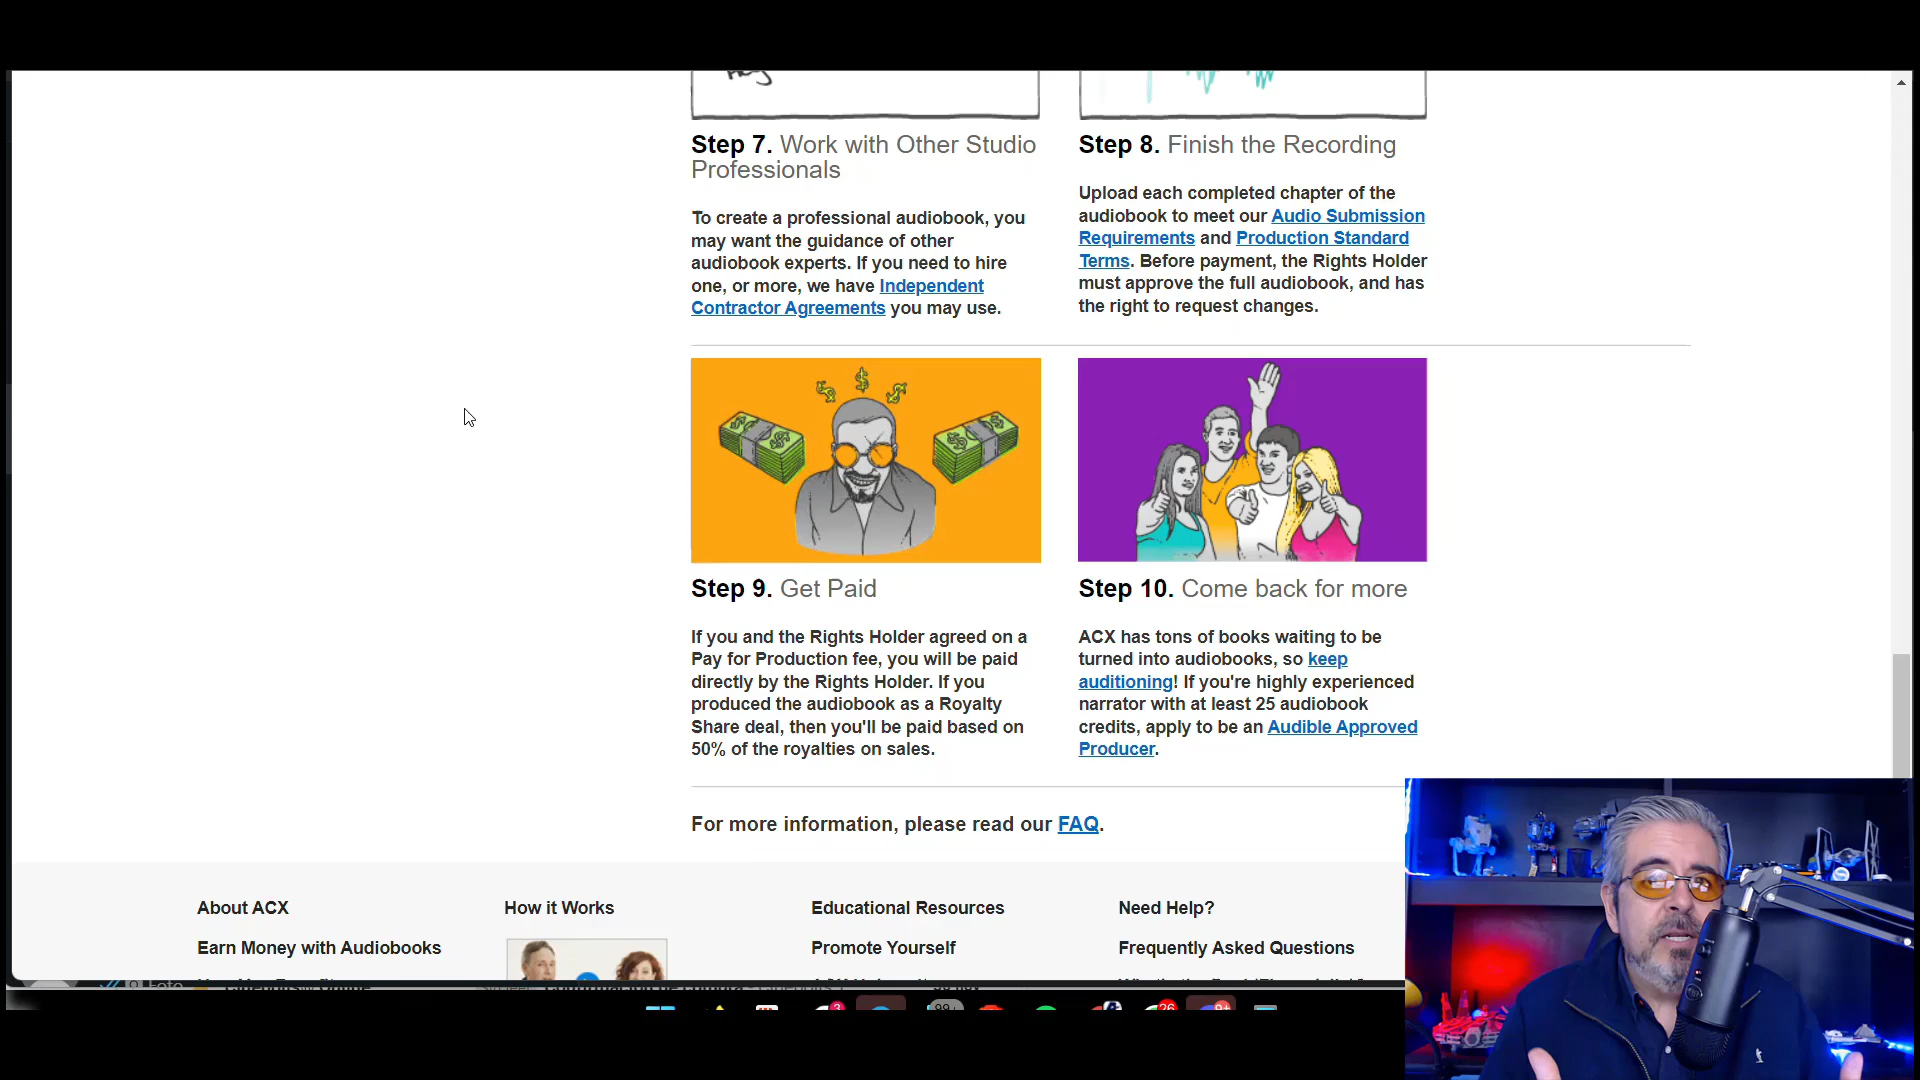 Step 7. Work with Other Studio
Professionals
To create a professional audiobook, you
may want the guidance of other
audiobook experts. If you need to hire
one, or more, we have Independent
Contractor Agreements you may use.
Step 8. Finish the Recording
Upload each completed chapter of the
audiobook to meet our Audio Submission
Requirements and Production Standard
Terms. Before payment, the Rights Holder
must approve the full audiobook, and has
the right to request changes.
Step 9. Get Paid
If you and the Rights Holder agreed on a
Pay for Production fee, you will be paid
directly by the Rights Holder. If you
produced the audiobook as a Royalty
Share deal, then you'll be paid based on
50% of the royalties on sales.
Step 10. Come back for more
ACX has tons of books waiting to be
turned into audiobooks, so keep
auditioning! If you're highly experienced
narrator with at least 25 audiobook
credits, apply to be an Audible Approved
Producer.
For more information, please read our FAQ.
About ACX
Earn Money with Audiobooks
How it Works
Educational Resources
Promote Yourself
Need Help?
Frequently Asked Questions
3
99+
26
9+